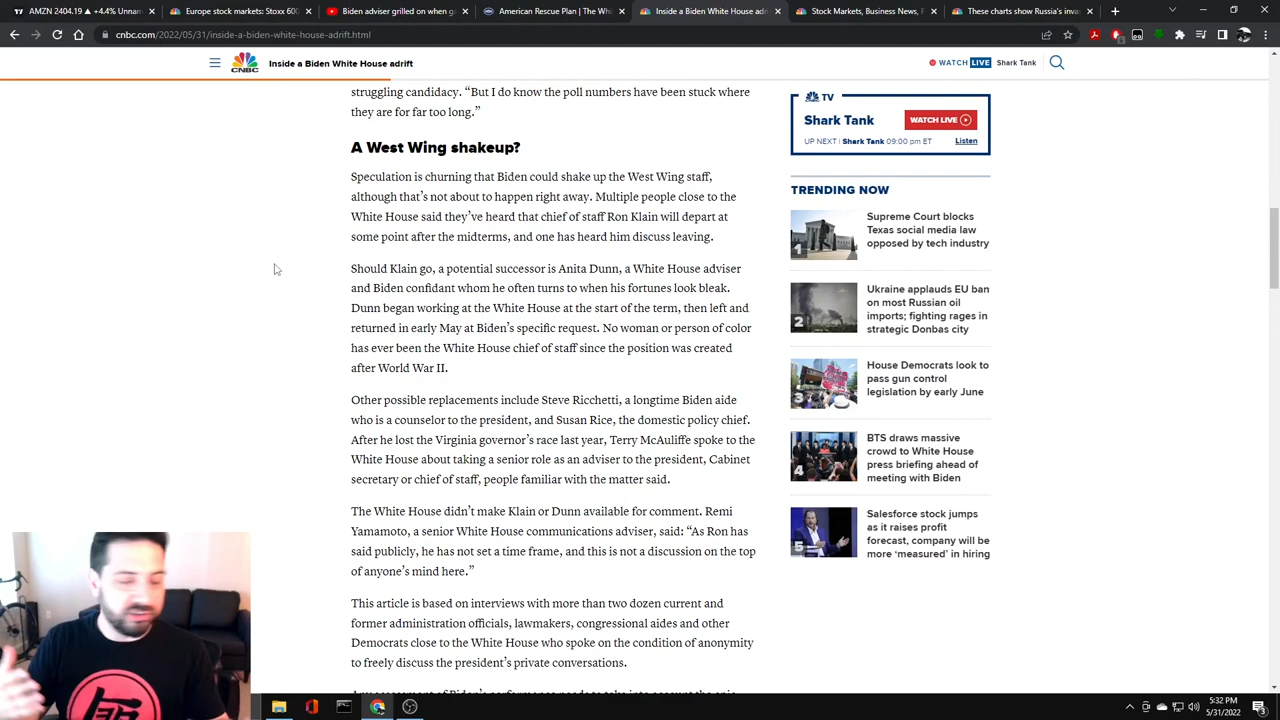 AMZN 2404.19 ▲ +4.4% Unnam
Europe stocks markets: Stoxx 600
Biden adviser grilled on when g
American Rescue Plan | The Whi
Inside a Biden White House ad
Stock Markets, Business News, F
These charts show Russia's inva
cnbc.com/2022/05/31/inside-a-biden-white-house-adrift.html
CNBC
Inside a Biden White House adrift
WATCH LIVE Shark Tank
struggling candidacy. “But I do know the poll numbers have been stuck where
they are for far too long.”
A West Wing shakeup?
Speculation is churning that Biden could shake up the West Wing staff,
although that’s not about to happen right away. Multiple people close to the
White House said they’ve heard that chief of staff Ron Klain will depart at
some point after the midterms, and one has heard him discuss leaving.
Should Klain go, a potential successor is Anita Dunn, a White House adviser
and Biden confidant whom he often turns to when his fortunes look bleak.
Dunn began working at the White House at the start of the term, then left and
returned in early May at Biden’s specific request. No woman or person of color
has ever been the White House chief of staff since the position was created
after World War II.
Other possible replacements include Steve Ricchetti, a longtime Biden aide
who is a counselor to the president, and Susan Rice, the domestic policy chief.
After he lost the Virginia governor’s race last year, Terry McAuliffe spoke to the
White House about taking a senior role as an adviser to the president, Cabinet
secretary or chief of staff, people familiar with the matter said.
The White House didn’t make Klain or Dunn available for comment. Remi
Yamamoto, a senior White House communications adviser, said: “As Ron has
said publicly, he has not set a time frame, and this is not a discussion on the top
of anyone’s mind here.”
This article is based on interviews with more than two dozen current and
former administration officials, lawmakers, congressional aides and other
Democrats close to the White House who spoke on the condition of anonymity
to freely discuss the president’s private conversations.
Any assessment of Biden’s performance needs to take into account the epic
TV
Shark Tank
WATCH LIVE
UP NEXT | Shark Tank 09:00 pm ET
Listen
TRENDING NOW
1
Supreme Court blocks
Texas social media law
opposed by tech industry
2
Ukraine applauds EU ban
on most Russian oil
imports; fighting rages in
strategic Donbas city
3
House Democrats look to
pass gun control
legislation by early June
4
BTS draws massive
crowd to White House
press briefing ahead of
meeting with Biden
5
Salesforce stock jumps
as it raises profit
forecast, company will be
more ‘measured’ in hiring
5:32 PM
5/31/2022